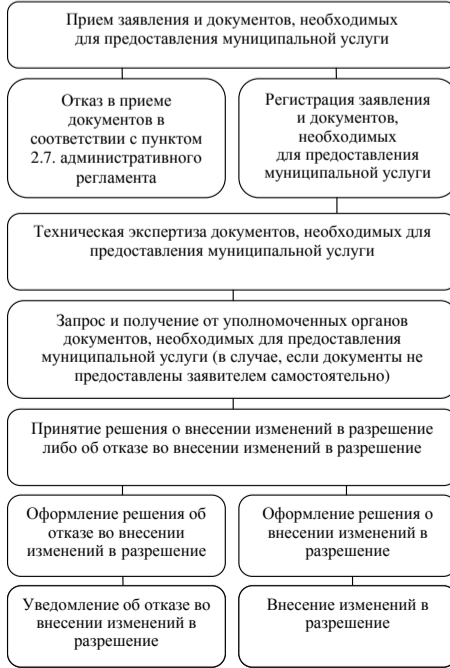 Прием заявления и документов, необходимых
для предоставления муниципальной услуги
Отказ в приеме
документов в
соответствии с пунктом
2.7. административного
регламента
Регистрация заявления
и документов,
необходимых
для предоставления
муниципальной услуги
Техническая экспертиза документов, необходимых для
предоставления муниципальной услуги
Запрос и получение от уполномоченных органов
документов, необходимых для предоставления
муниципальной услуги (в случае, если документы не
предоставлены заявителем самостоятельно)
Принятие решения о внесении изменений в разрешение
либо об отказе во внесении изменений в разрешение
Оформление решения об
отказе во внесении
изменений в разрешение
Оформление решения о
внесении изменений в
разрешение
Уведомление об отказе во
внесении изменений в
разрешение
Внесение изменений в
разрешение